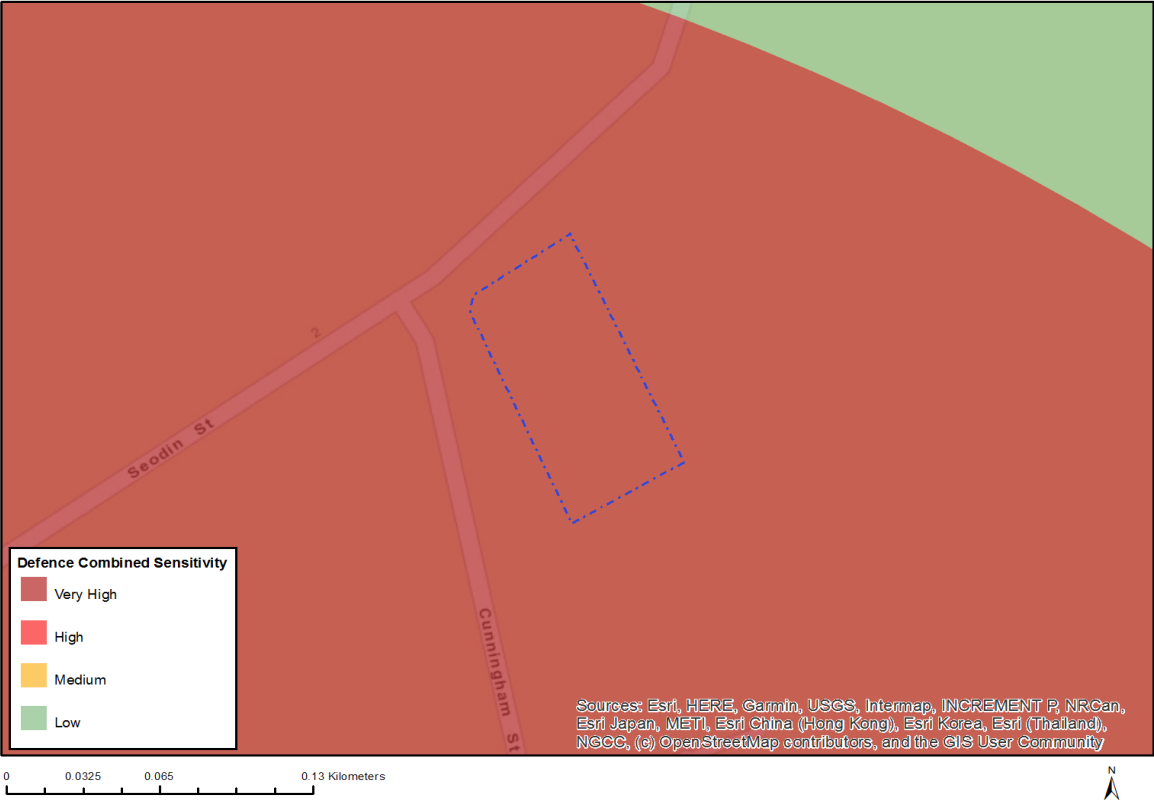 2
Seodin St
Cunningham St
Defence Combined Sensitivity
Very High
High
Medium
Low
Sources: Esri, HERE, Garmin, USGS, Intermap, INCREMENT P, NRCan,
Esri Japan, METI, Esri China (Hong Kong), Esri Korea, Esri (Thailand),
NGCC, (c) OpenStreetMap contributors, and the GIS User Community
0 0.0325 0.065 0.13 Kilometers
N